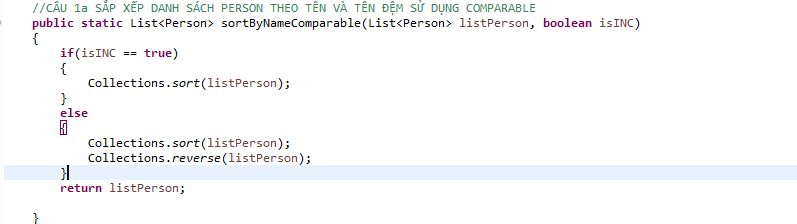 //CÂU 1a SẮP XẾP DANH SÁCH PERSON THEO TÊN VÀ TÊN ĐỆM SỬ DỤNG COMPARABLE
public static List<Person> sortByNameComparable(List<Person> listPerson, boolean isINC)
{
if(isINC == true)
{
Collections.sort(listPerson);
}
else
{
Collections.sort(listPerson);
Collections.reverse(listPerson);
}
return listPerson;
}